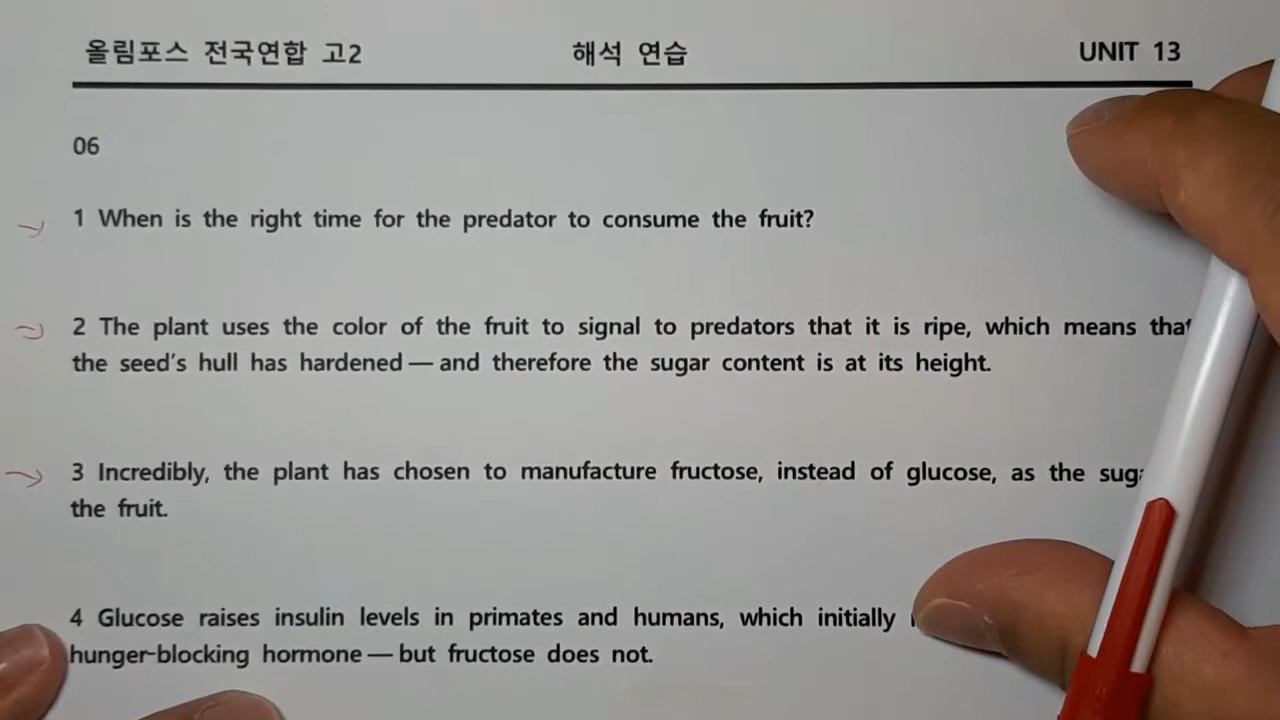 올림포스 전국연합 고2 해석 연습 UNIT 13
06
1 When is the right time for the predator to consume the fruit?
2 The plant uses the color of the fruit to signal to predators that it is ripe, which means that
the seed's hull has hardened — and therefore the sugar content is at its height.
3 Incredibly, the plant has chosen to manufacture fructose, instead of glucose, as the
the fruit.
4 Glucose raises insulin levels in primates and humans, which initially
hunger-blocking hormone — but fructose does not.